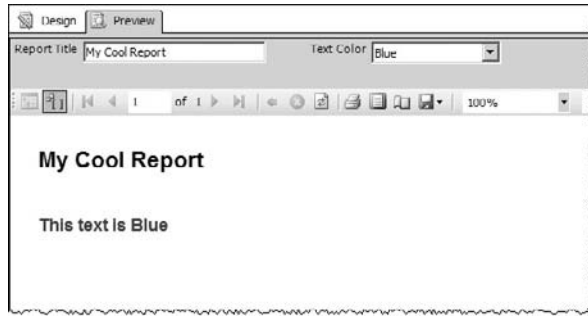 Design Preview
Report Title My Cool Report Text Color Blue
1 of 1 100%
My Cool Report
This text is Blue